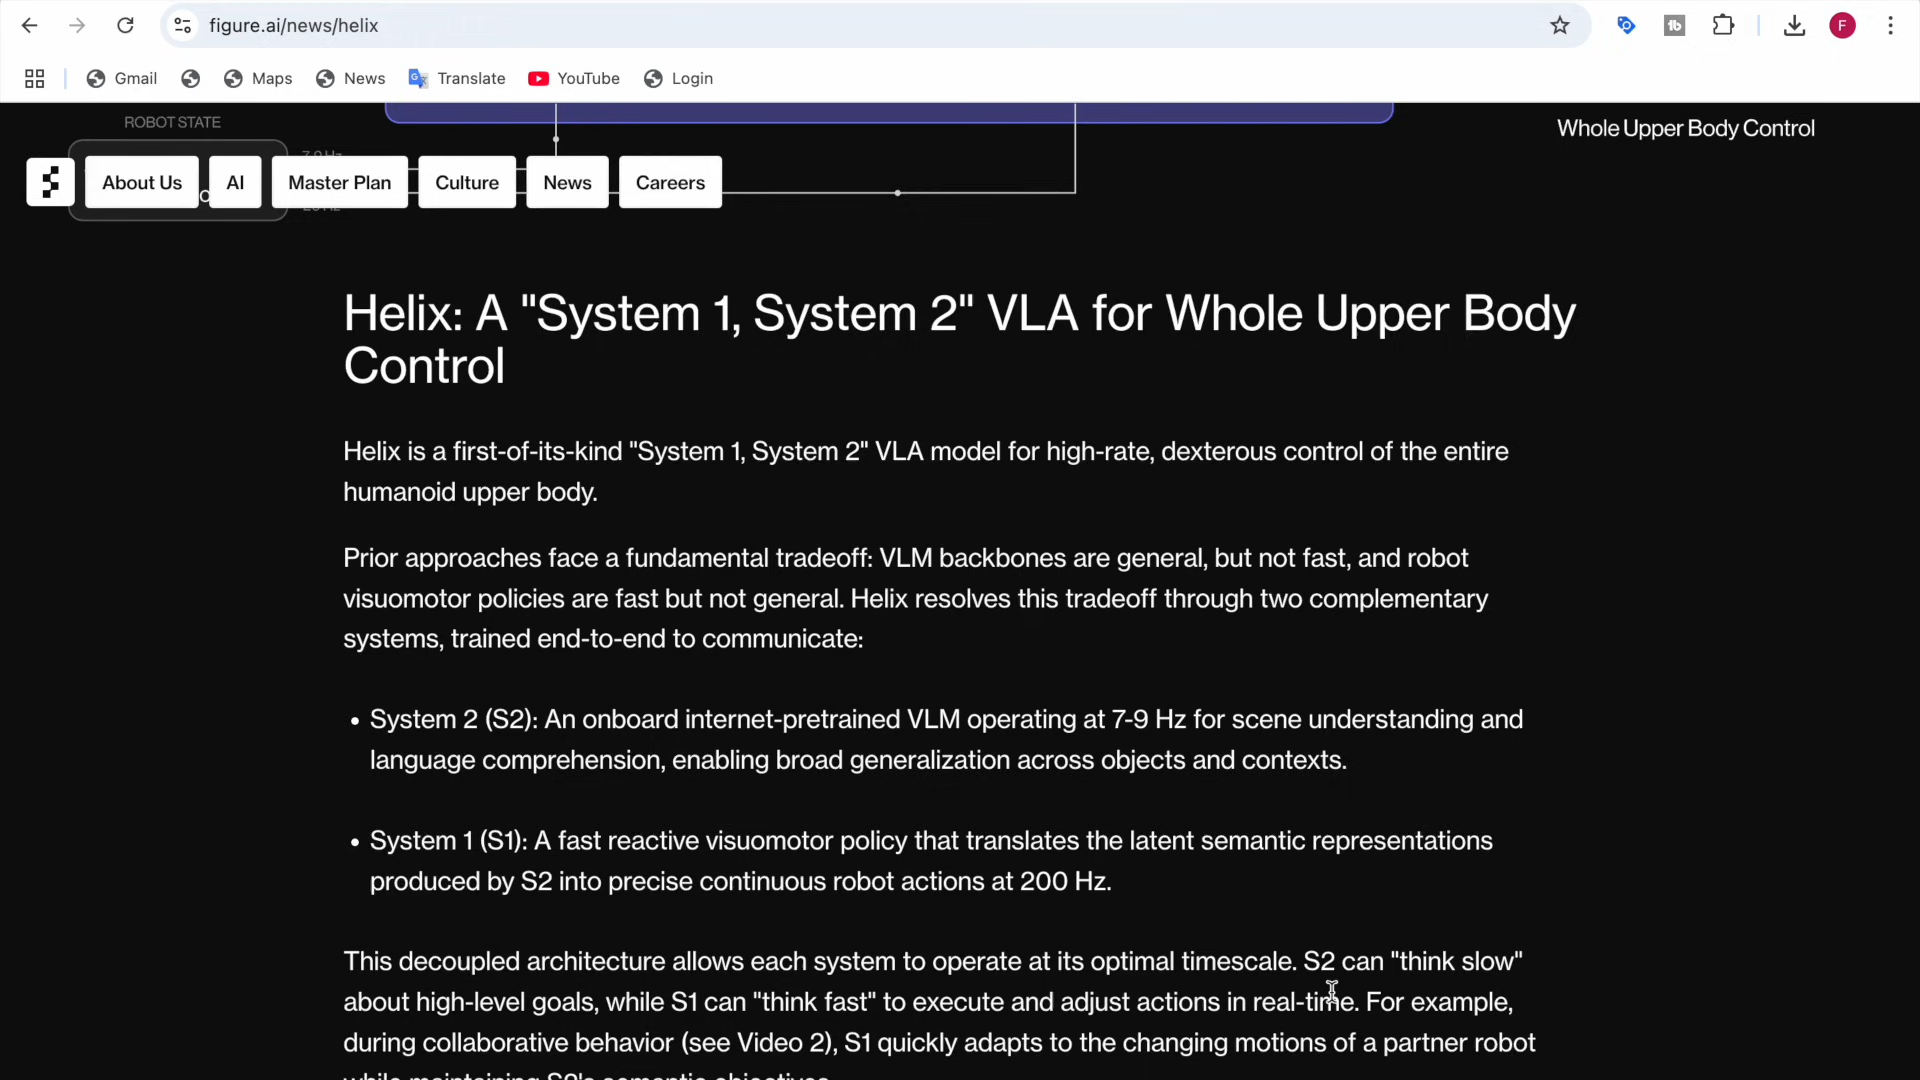 figure.ai/news/helix
F
Gmail
Maps
News
Translate
YouTube
Login
ROBOT STATE
Whole Upper Body Control
About Us
AI
Master Plan
Culture
News
Careers
Helix: A "System 1, System 2" VLA for Whole Upper Body
Control
Helix is a first-of-its-kind "System 1, System 2" VLA model for high-rate, dexterous control of the entire
humanoid upper body.
Prior approaches face a fundamental tradeoff: VLM backbones are general, but not fast, and robot
visuomotor policies are fast but not general. Helix resolves this tradeoff through two complementary
systems, trained end-to-end to communicate:
• System 2 (S2): An onboard internet-pretrained VLM operating at 7-9 Hz for scene understanding and
language comprehension, enabling broad generalization across objects and contexts.
• System 1 (S1): A fast reactive visuomotor policy that translates the latent semantic representations
produced by S2 into precise continuous robot actions at 200 Hz.
This decoupled architecture allows each system to operate at its optimal timescale. S2 can "think slow"
about high-level goals, while S1 can "think fast" to execute and adjust actions in real-time. For example,
during collaborative behavior (see Video 2), S1 quickly adapts to the changing motions of a partner robot
while maintaining S2's semantic objectives.